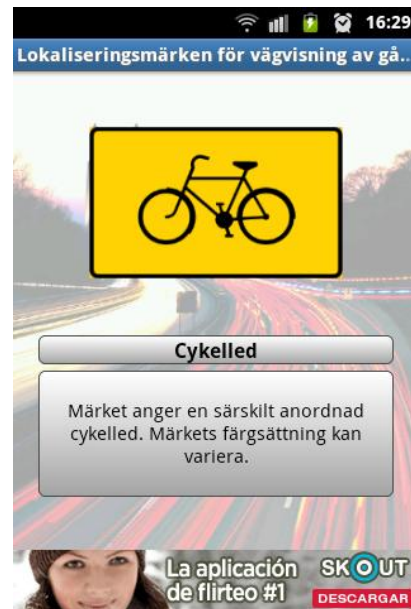 16:29
Lokaliseringsmärken för vägvisning av gå..
Cykelled
Märket anger en särskilt anordnad
cykelled. Märkets färgsättning kan
variera.
La aplicación
de flirteo #1
SKOUT
DESCARGAR